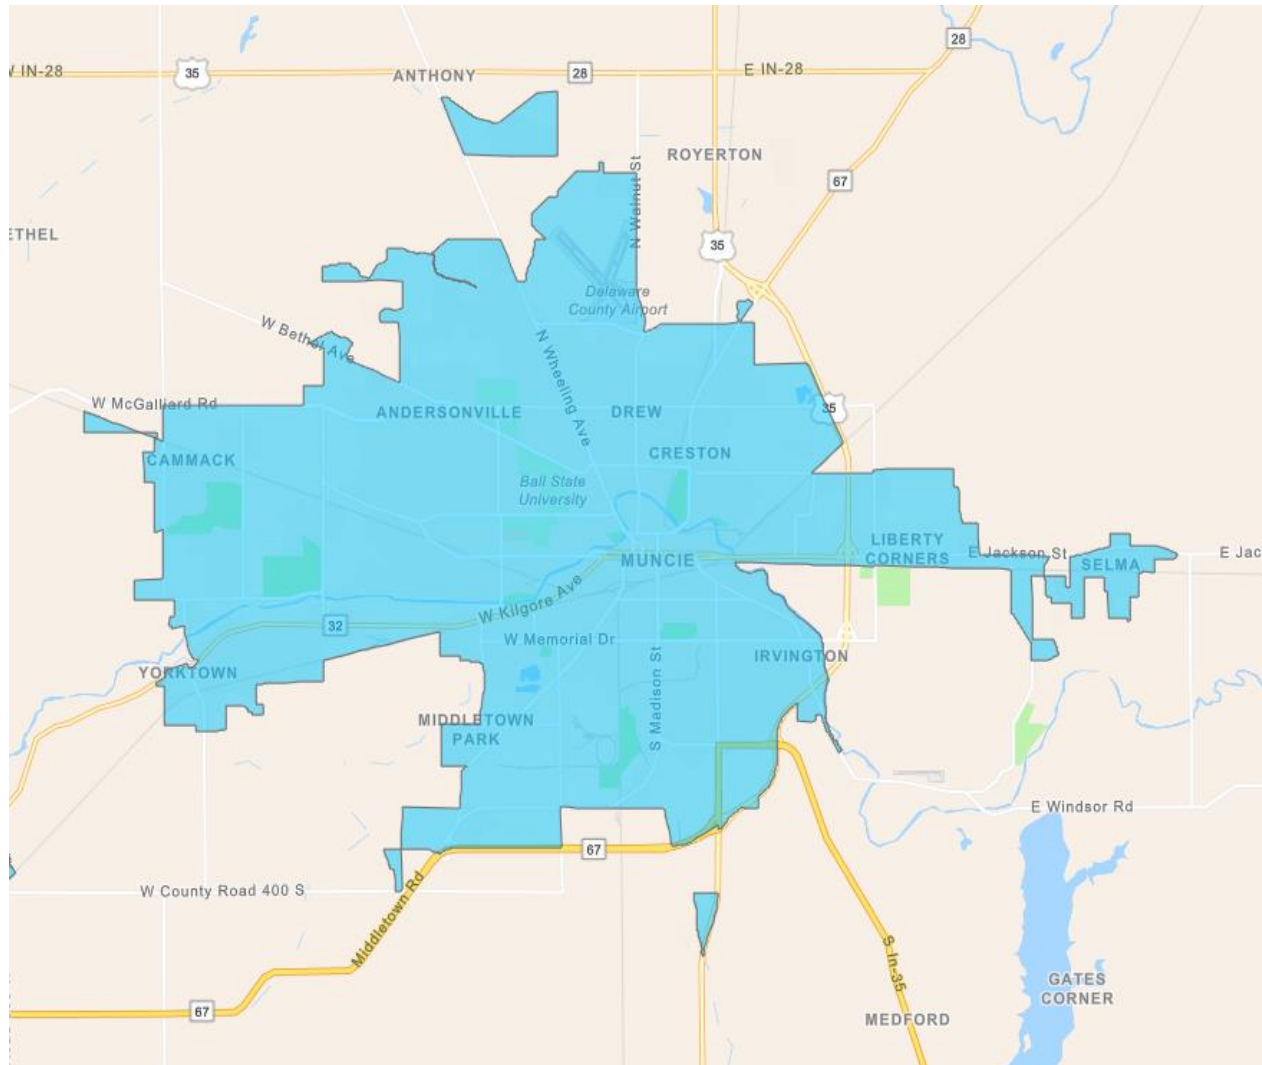 W IN-28
35
ANTHONY
28
E IN-28
28
ROYERTON
N Walnut St
67
ETHEL
35
Delaware
County Airport
W Bethel Ave
N Wheeling Ave
W McGalliard Rd
ANDERSONVILLE
DREW
35
CAMMACK
CRESTON
Ball State
University
LIBERTY
CORNERS
E Jackson St
E Jac
SELMA
MUNCIE
W Kilgore Ave
32
W Memorial Dr
IRVINGTON
YORKTOWN
S Madison St
MIDDLETOWN
PARK
E Windsor Rd
67
W County Road 400 S
Middletown Rd
S In-35
GATES
CORNER
67
MEDFORD